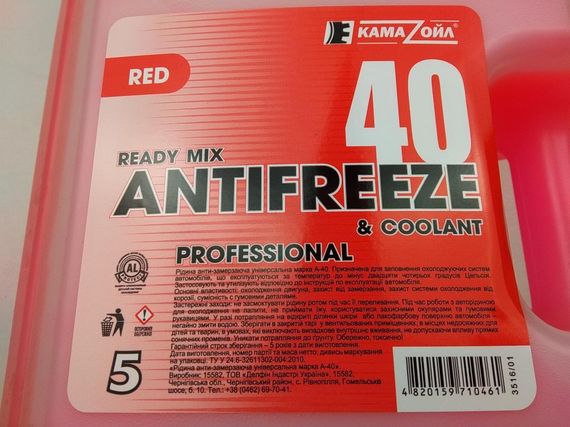 КАМАZОЙЛ
RED
40
READY MIX
ANTIFREEZE
& COOLANT
PROFESSIONAL
Рідина анти-замерзаюча універсальна марка А-40. Призначена для заповнення охолоджуючих систем
автомобілів, що експлуатуються за температур до мінус двадцяти чотирьох градусів Цельсія.
Застосовують та утилізують відповідно до інструкцій по експлуатації автомобіля.
Основні властивості: охолодження двигуна, захист від замерзання, захист системи охолодження від
корозії, сумісність с гумовими деталями.
Застережні заходи: не засмоктувати рідину ротом під час її переливання. Під час роботи з
для охолодження не палити, не приймати їжу, користуватися захисними окулярами та гумовими
рукавицями. У разі потрапляння на відкриті ділянки шкіри або лакофарбову поверхню автомобіля -
негайно змити водою. Зберігати в закритій тарі, у вентильованих приміщеннях, в місцях недосяжних для
дітей та тварин, в умовах, які виключають випадкове внутрішнє вживання, не допускаючи впливу прямих
сонячних променів. Уникати потрапляння до ґрунту! Обережно, токсично!
Гарантійний строк зберігання – 5 років з дати виготовлення.
Дата виготовлення, номер партії та маса нетто: дивись маркування
на упаковці. ТУ У 24.6-32611302-004:2010.
«Рідина анти-замерзаюча універсальна марка А-40».
Виробник: 15582, ТОВ «Делфін Індастрі Україна», 15582,
Чернігівська обл., Чернігівський район, с. Рівнопілля, Гомельське
шосе, б. 10. Тел.: +38 (0462) 69-70-41.
AL
5
4 820159 710461
3516/01